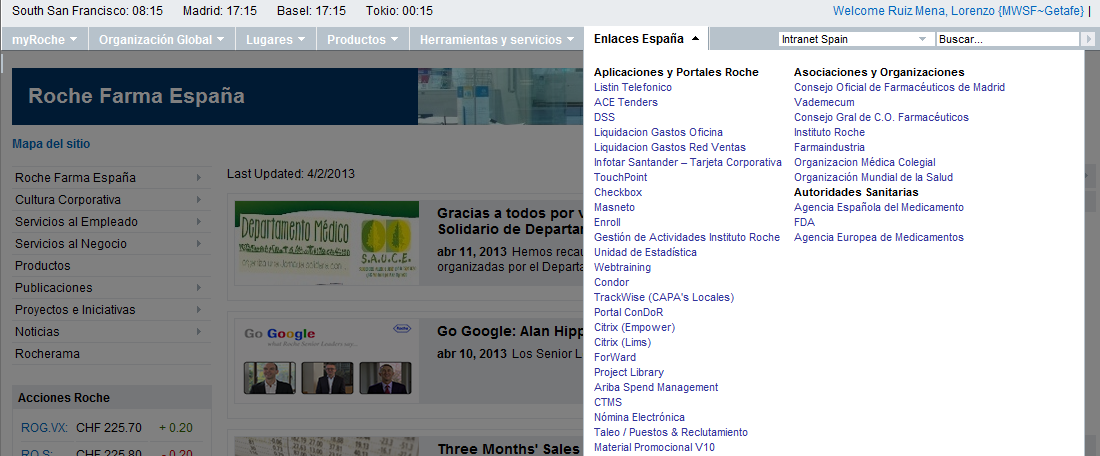 South San Francisco: 08:15 Madrid: 17:15 Basel: 17:15 Tokio: 00:15
Welcome Ruiz Mena, Lorenzo {MWSF~Getafe} |
myRoche Organización Global Lugares Productos Herramientas y servicios Enlaces España Intranet Spain Buscar...
Roche Farma España
Mapa del sitio
Roche Farma España
Cultura Corporativa
Servicios al Empleado
Servicios al Negocio
Productos
Publicaciones
Proyectos e Iniciativas
Noticias
Rocherama
Acciones Roche
ROG.VX: CHF 225.70 + 0.20
RO.S: CHF 225.80 - 0.20
Last Updated: 4/2/2013
Departamento Médico
S.A.U.C.E.
Gracias a todos por v
Solidario de Departa
abr 11, 2013 Hemos recau
organizadas por el Departa
Go Google
what Roche Senior Leaders say...
Roche
Go Google: Alan Hipp
abr 10, 2013 Los Senior L
Three Months' Sales
Aplicaciones y Portales Roche
Listin Telefonico
ACE Tenders
DSS
Liquidacion Gastos Oficina
Liquidacion Gastos Red Ventas
Infotar Santander – Tarjeta Corporativa
TouchPoint
Checkbox
Masneto
Enroll
Gestión de Actividades Instituto Roche
Unidad de Estadística
Webtraining
Condor
TrackWise (CAPA's Locales)
Portal ConDoR
Citrix (Empower)
Citrix (Lims)
ForWard
Project Library
Ariba Spend Management
CTMS
Nómina Electrónica
Taleo / Puestos & Reclutamiento
Material Promocional V10
Asociaciones y Organizaciones
Consejo Oficial de Farmacéuticos de Madrid
Vademecum
Consejo Gral de C.O. Farmacéuticos
Instituto Roche
Farmaindustria
Organizacion Médica Colegial
Organización Mundial de la Salud
Autoridades Sanitarias
Agencia Española del Medicamento
FDA
Agencia Europea de Medicamentos